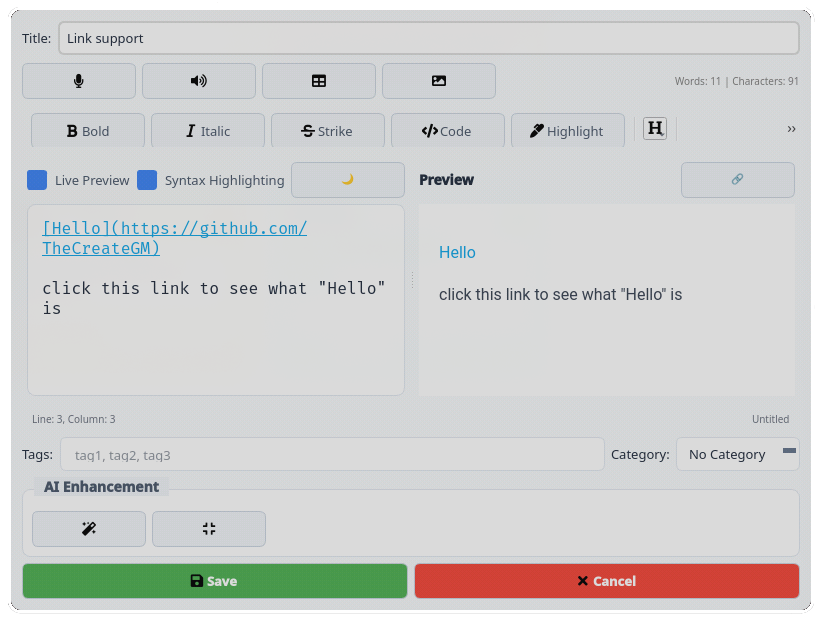 Title: Link support
Words: 11 | Characters: 91
B Bold I Italic S Strike </> Code Highlight H ››
Live Preview Syntax Highlighting Preview
[Hello](https://github.com/
TheCreateGM)
click this link to see what "Hello"
is
Hello
click this link to see what "Hello" is
Line: 3, Column: 3 Untitled
Tags: tag1, tag2, tag3 Category: No Category
AI Enhancement
Save Cancel